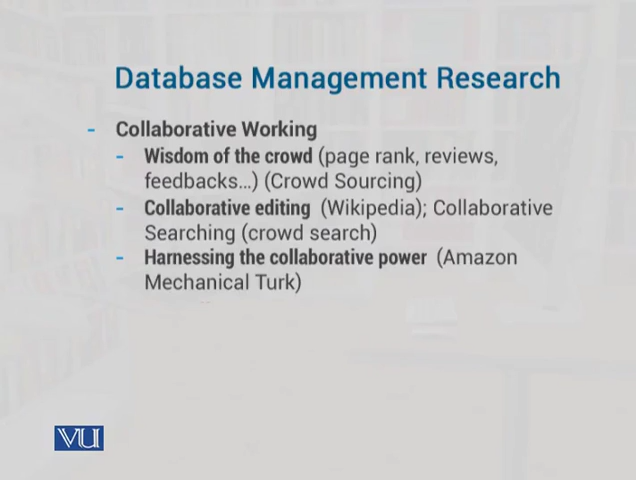 Database Management Research
- Collaborative Working
- Wisdom of the crowd (page rank, reviews,
feedbacks...) (Crowd Sourcing)
- Collaborative editing (Wikipedia); Collaborative
Searching (crowd search)
- Harnessing the collaborative power (Amazon
Mechanical Turk)
VU